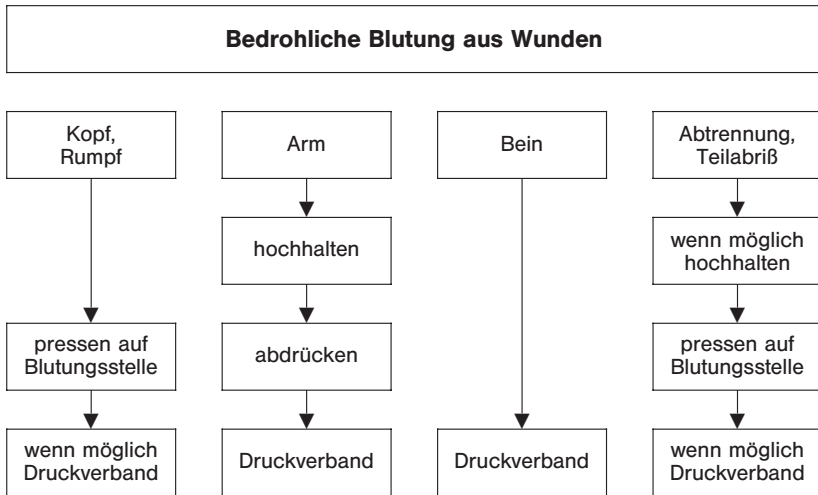 Bedrohliche Blutung aus Wunden
Kopf,
Rumpf
Arm
Bein
Abtrennung,
Teilabriß
hochhalten
wenn möglich
hochhalten
pressen auf
Blutungsstelle
abdrücken
pressen auf
Blutungsstelle
wenn möglich
Druckverband
Druckverband
Druckverband
wenn möglich
Druckverband